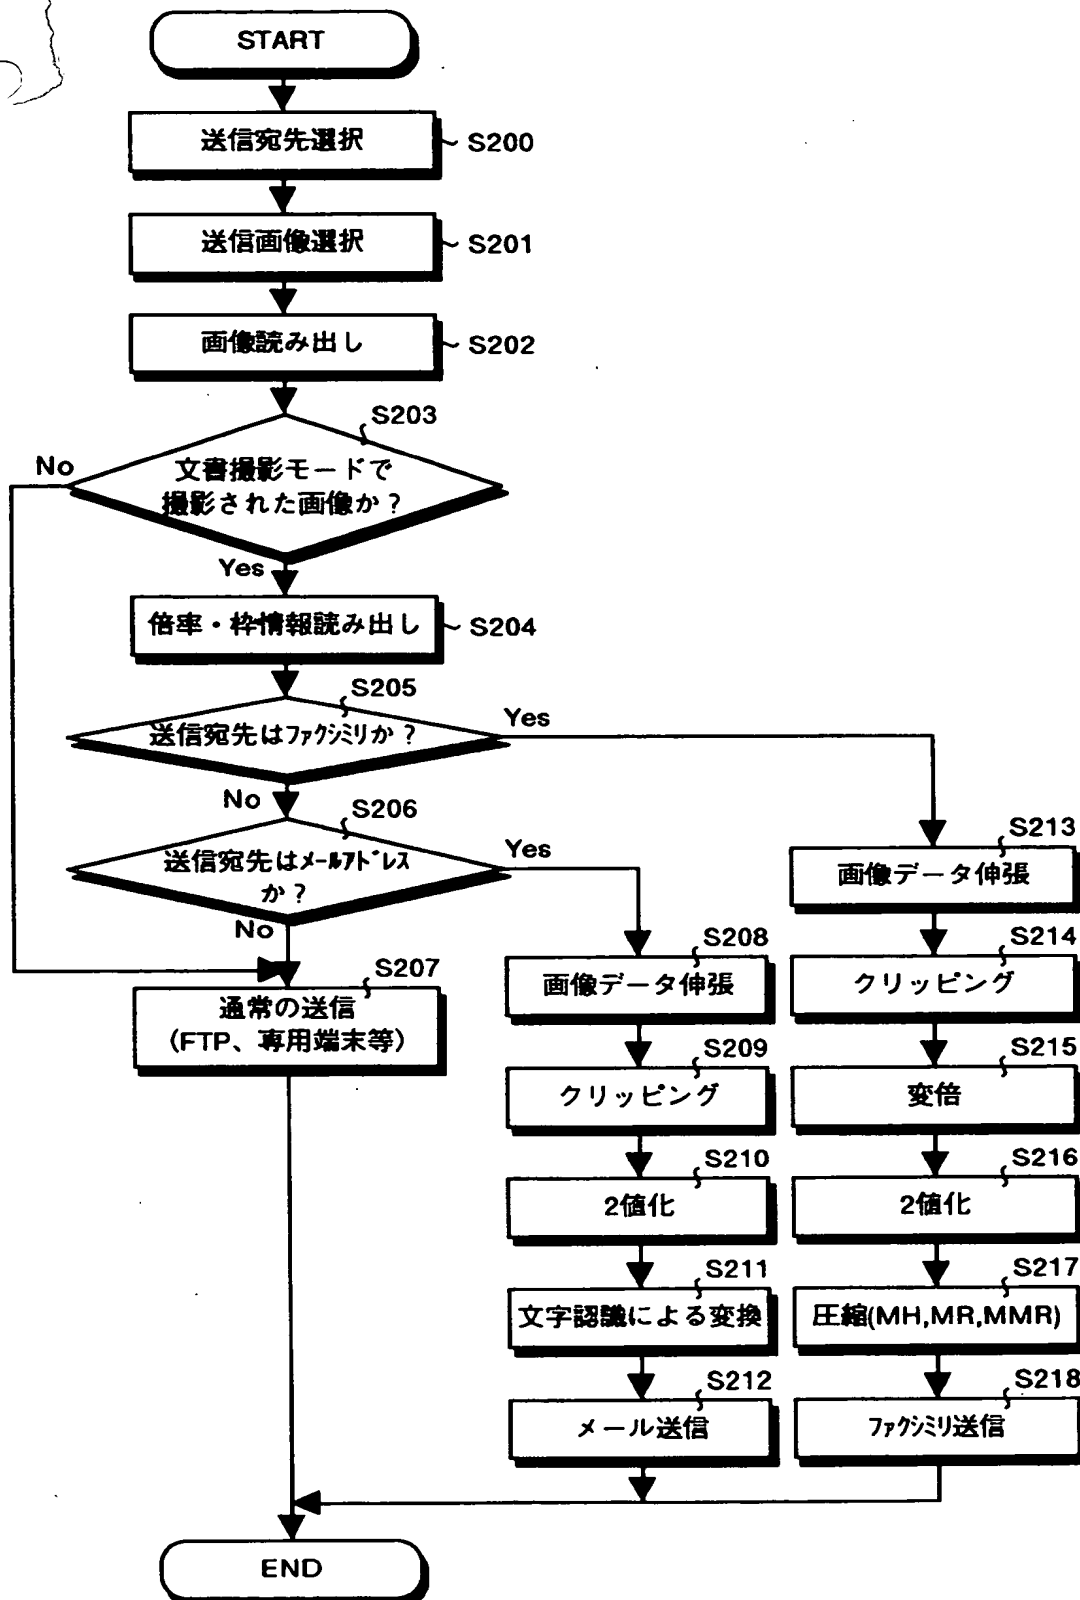 START
送信宛先選択
S200
送信画像選択
S201
画像読み出し
S202
S203
文書撮影モードで
撮影された画像か？
No
Yes
倍率・枠情報読み出し
S204
S205
送信宛先はファクシミリか？
Yes
No
S206
送信宛先はメールアドレス
か？
Yes
No
S207
通常の送信
(FTP、専用端末等)
S208
画像データ伸張
S209
クリッピング
S210
2値化
S211
文字認識による変換
S212
メール送信
S213
画像データ伸張
S214
クリッピング
S215
変倍
S216
2値化
S217
圧縮(MH,MR,MMR)
S218
ファクシミリ送信
END